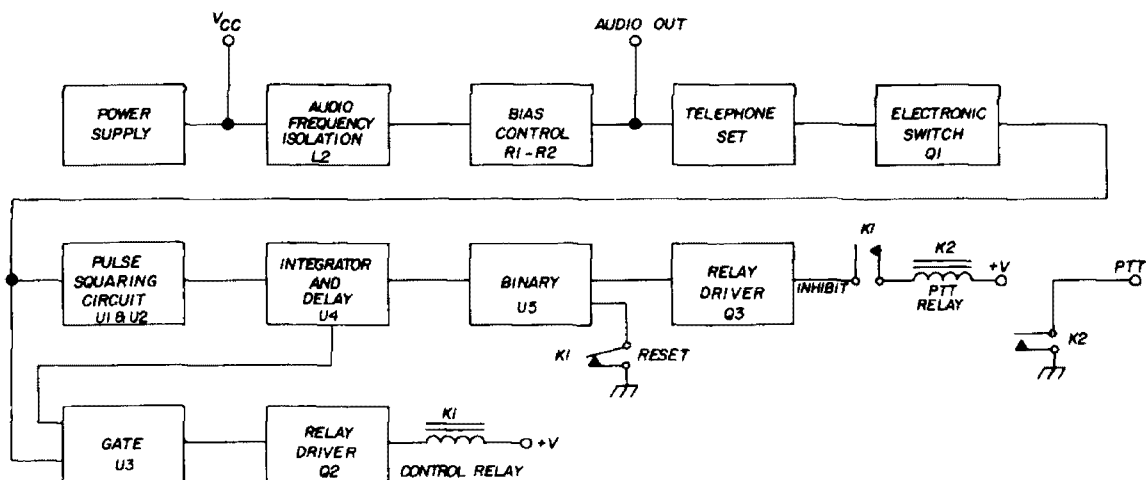 VCC
AUDIO OUT
POWER
SUPPLY
AUDIO
FREQUENCY
ISOLATION
L2
BIAS
CONTROL
R1-R2
TELEPHONE
SET
ELECTRONIC
SWITCH
Q1
PULSE
SQUARING
CIRCUIT
U1 & U2
INTEGRATOR
AND
DELAY
U4
BINARY
U5
RELAY
DRIVER
Q3
INHIBIT
K1
K2
PTT
RELAY
+V
PTT
K2
K1
RESET
GATE
U3
RELAY
DRIVER
Q2
K1
+V
CONTROL RELAY